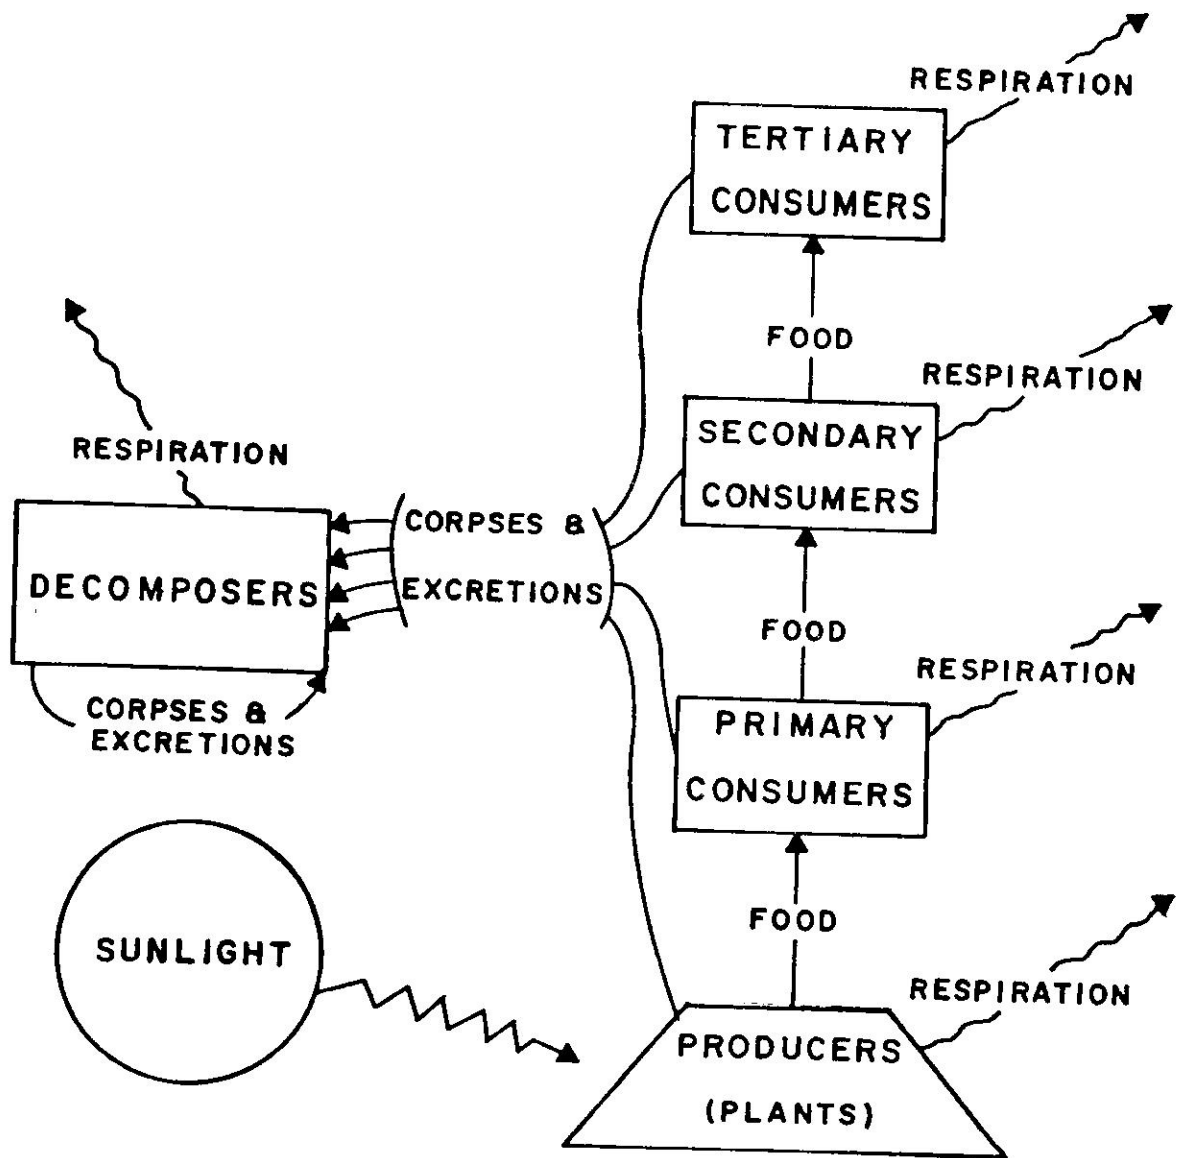 RESPIRATION
TERTIARY
CONSUMERS
FOOD
RESPIRATION
SECONDARY
CONSUMERS
RESPIRATION
CORPSES &
EXCRETIONS
DECOMPOSERS
CORPSES &
EXCRETIONS
FOOD
RESPIRATION
PRIMARY
CONSUMERS
FOOD
SUNLIGHT
RESPIRATION
PRODUCERS
(PLANTS)